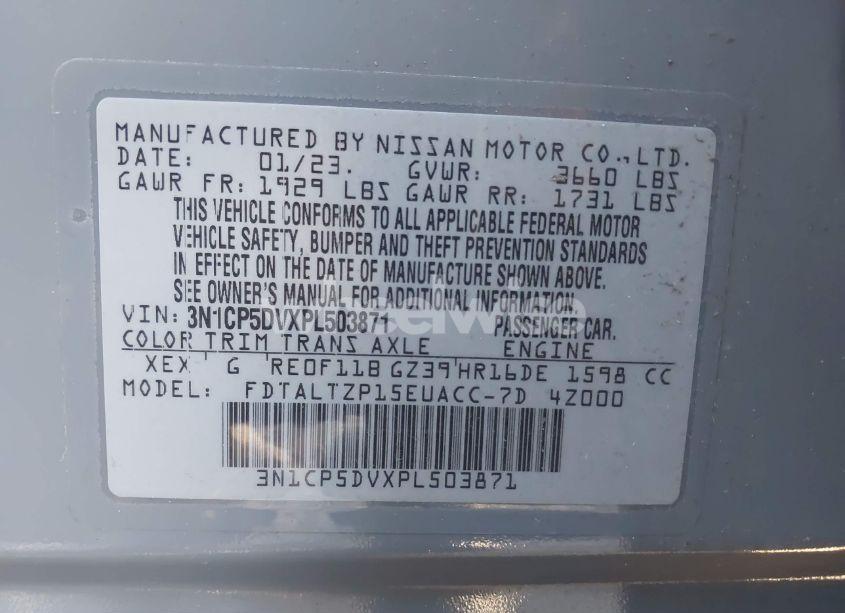 MANUFACTURED BY NISSAN MOTOR CO., LTD.
DATE: 01/23. GVWR: 3660 LBS
GAWR FR: 1929 LBS GAWR RR: 1731 LBS
THIS VEHICLE CONFORMS TO ALL APPLICABLE FEDERAL MOTOR
VEHICLE SAFETY, BUMPER AND THEFT PREVENTION STANDARDS
IN EFFECT ON THE DATE OF MANUFACTURE SHOWN ABOVE.
SEE OWNER'S MANUAL FOR ADDITIONAL INFORMATION.
VIN: 3N1CP5DVXPL503871 PASSENGER CAR.
COLOR TRIM TRANS AXLE ENGINE
XEX G RE0F11B GZ39 HR16DE 1598 CC
MODEL: FDTALTZP15EUACC-7D 4Z000
3N1CP5DVXPL503871